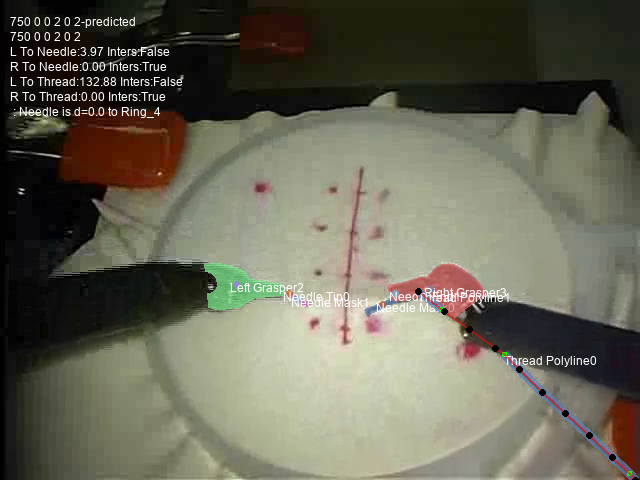 750 0 0 2 0 2-predicted
750 0 0 2 0 2
L To Needle:3.97 Inters:False
R To Needle:0.00 Inters:True
L To Thread:132.88 Inters:False
R To Thread:0.00 Inters:True
: Needle is d=0.0 to Ring_4
Left Grasper2
Needle Tip0
Needle Mask1
Right Grasper3
Polyline1
Thread Polyline0